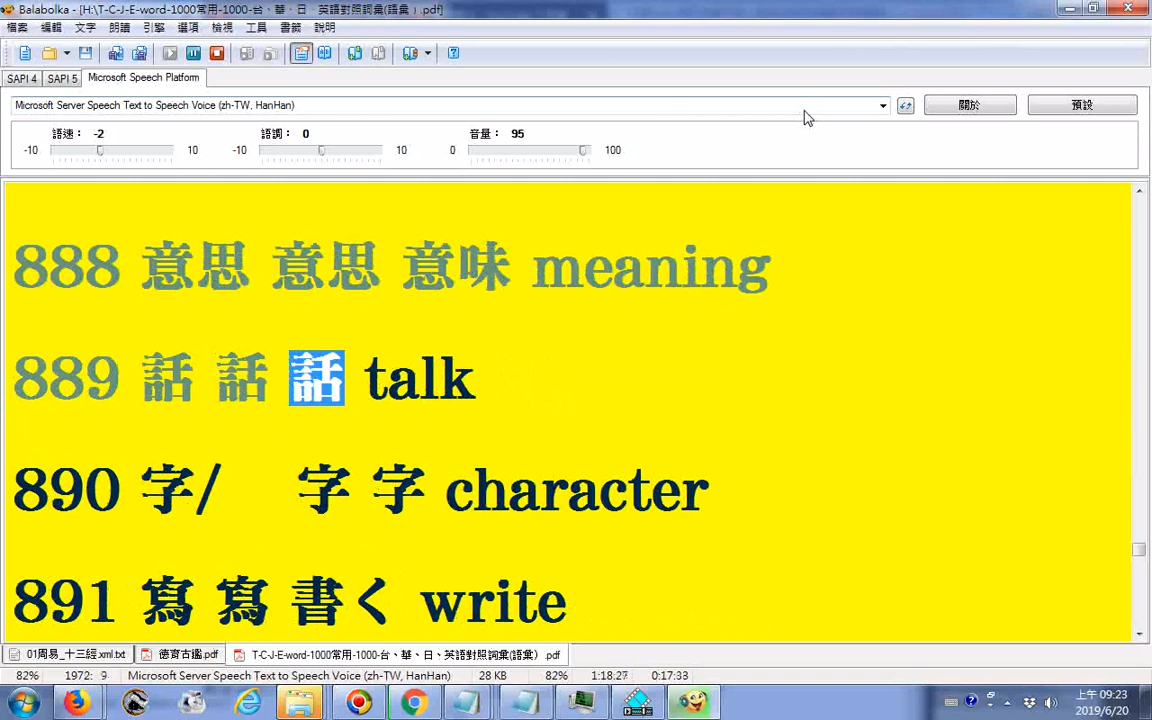 Balabolka - [H:\T-C-J-E-word-1000常用-1000-台、華、日、英語對照詞彙(語彙).pdf]
檔案 編輯 文字 朗讀 引擎 選項 檢視 工具 書籤 說明
SAPI 4 SAPI 5 Microsoft Speech Platform
Microsoft Server Speech Text to Speech Voice (zh-TW, HanHan) 關於 預設
語速： -2 語調： 0 音量： 95
-10 10 -10 10 0 100
888 意思 意思 意味 meaning
889 話 話 話 talk
890 字/ 字 字 character
891 寫 寫 書く write
01周易_十三經.xml.txt 德育古鑑.pdf T-C-J-E-word-1000常用-1000-台、華、日、英語對照詞彙(語彙）.pdf
82% 1972: 9 Microsoft Server Speech Text to Speech Voice (zh-TW, HanHan) 28 KB 82% 1:18:27 0:17:33
上午 09:23
2019/6/20